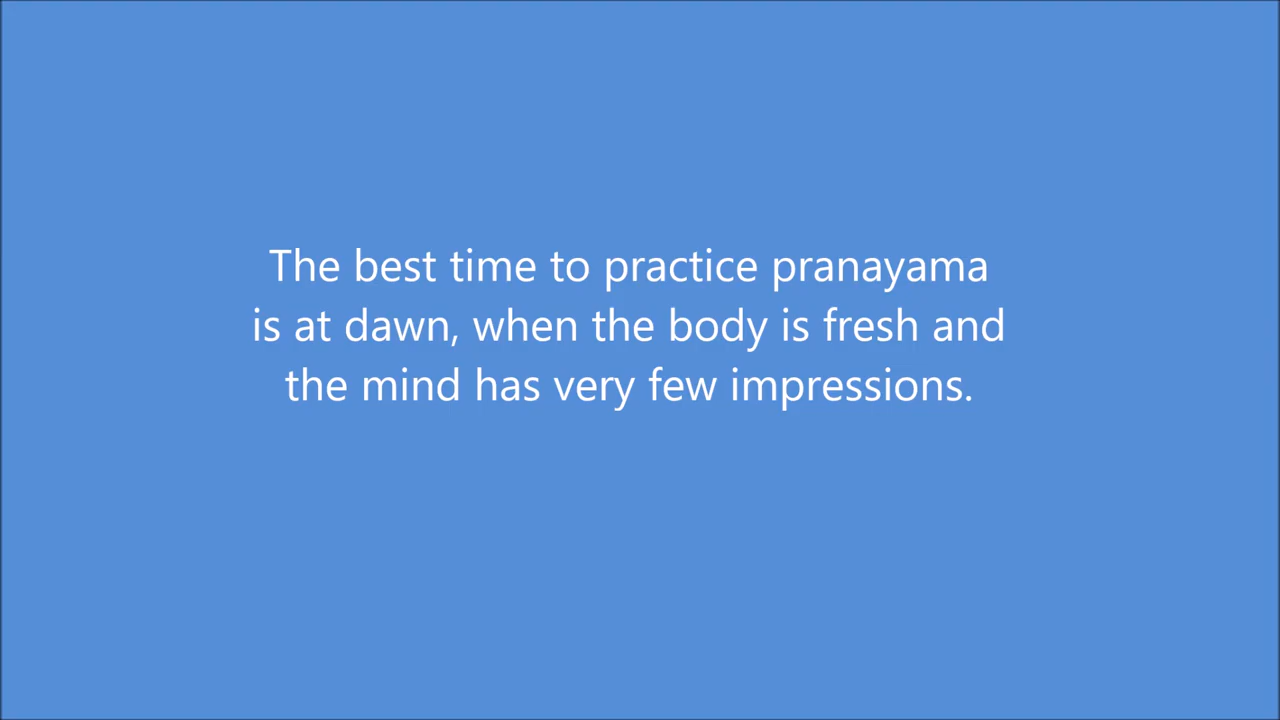 The best time to practice pranayama
is at dawn, when the body is fresh and
the mind has very few impressions.